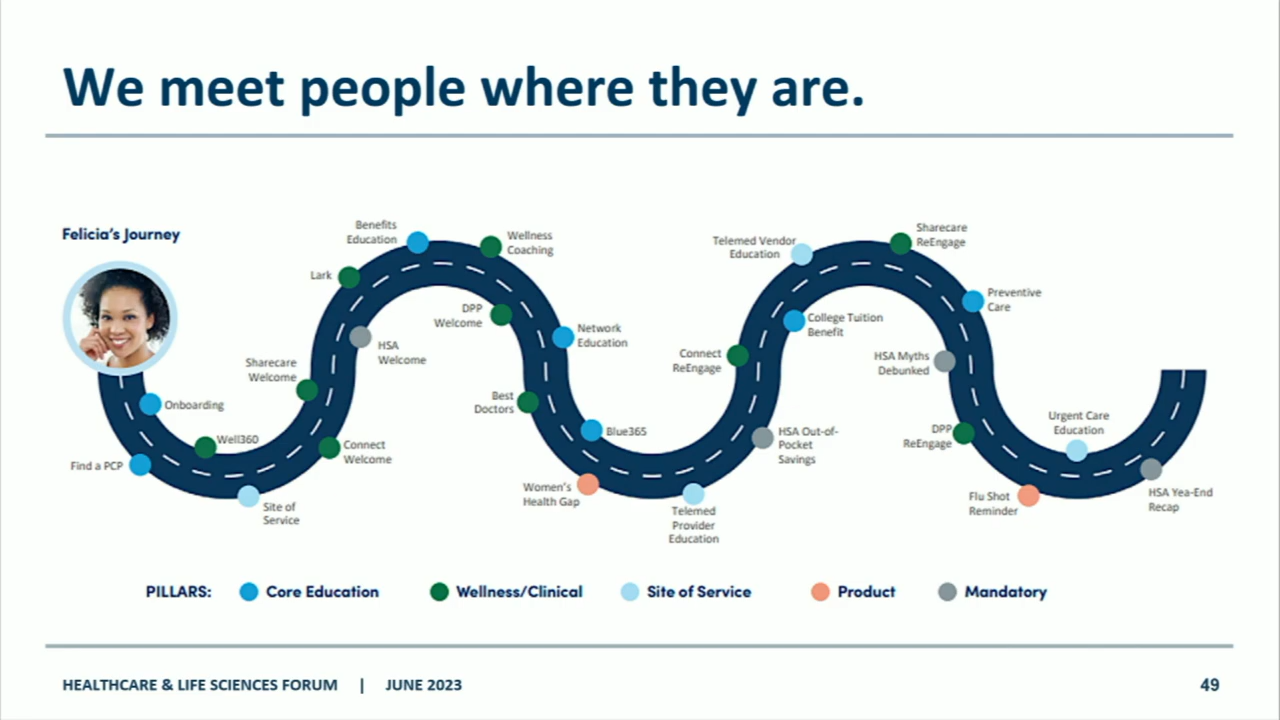 We meet people where they are.
Felicia's Journey
Onboarding
Find a PCP
Well360
Site of
Service
Sharecare
Welcome
Connect
Welcome
Lark
HSA
Welcome
Benefits
Education
Wellness
Coaching
DPP
Welcome
Network
Education
Best
Doctors
Blue365
Women's
Health Gap
Telemed
Provider
Education
HSA Out-of-
Pocket
Savings
Connect
ReEngage
College Tuition
Benefit
Telemed Vendor
Education
Sharecare
ReEngage
Preventive
Care
HSA Myths
Debunked
DPP
ReEngage
Flu Shot
Reminder
Urgent Care
Education
HSA Yea-End
Recap
PILLARS: Core Education Wellness/Clinical Site of Service Product Mandatory
HEALTHCARE & LIFE SCIENCES FORUM | JUNE 2023 49